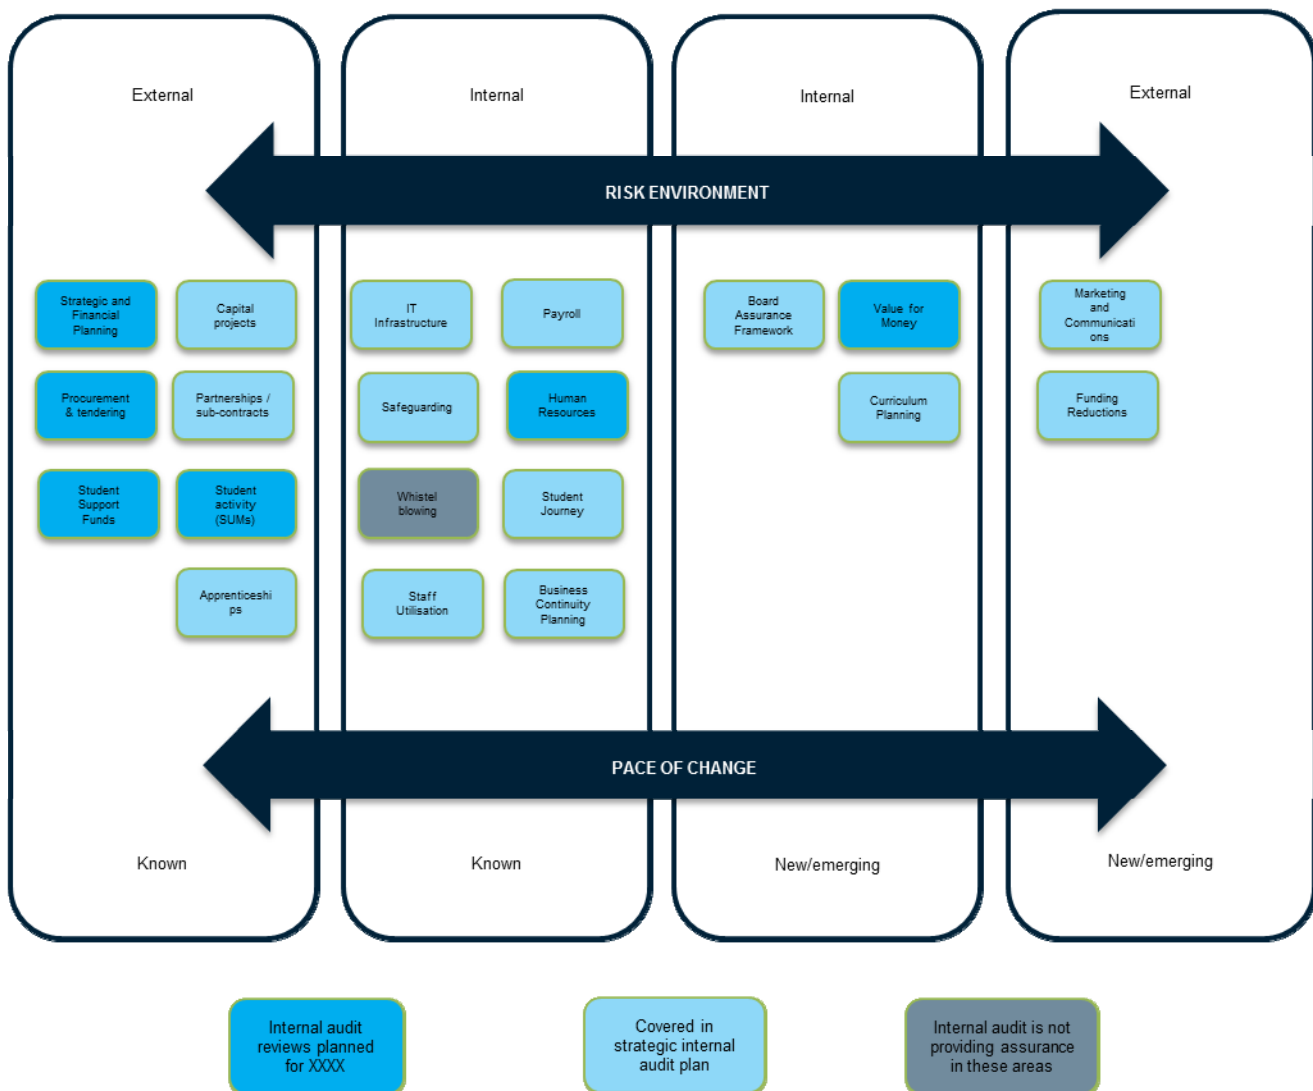 External
Internal
Internal
External
RISK ENVIRONMENT
Strategic and
Financial
Planning
Capital
projects
IT
Infrastructure
Payroll
Board
Assurance
Framework
Value for
Money
Marketing
and
Communicati
ons
Procurement
& tendering
Partnerships /
sub-contracts
Safeguarding
Human
Resources
Curriculum
Planning
Funding
Reductions
Student
Support
Funds
Student
activity
(SUMs)
Whistel
blowing
Student
Journey
Apprenticeshi
ps
Staff
Utilisation
Business
Continuity
Planning
PACE OF CHANGE
Known
Known
New/emerging
New/emerging
Internal audit
reviews planned
for XXXX
Covered in
strategic internal
audit plan
Internal audit is not
providing assurance
in these areas